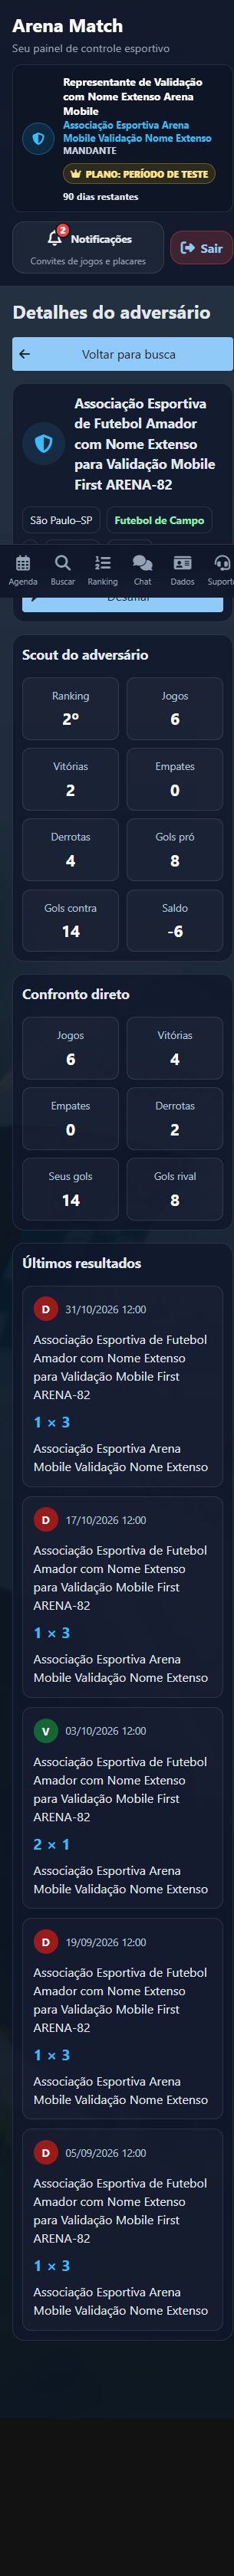 Arena Match
Seu painel de controle esportivo
Representante de Validação
com Nome Extenso Arena
Mobile
Associação Esportiva Arena
Mobile Validação Nome Extenso
MANDANTE
PLANO: PERÍODO DE TESTE
90 dias restantes
2
Notificações
Convites de jogos e placares
Sair
Detalhes do adversário
Voltar para busca
Associação Esportiva
de Futebol Amador
com Nome Extenso
para Validação Mobile
First ARENA-82
São Paulo–SP
Futebol de Campo
Agenda
Buscar
Ranking
Chat
Dados
Suporte
Scout do adversário
Ranking
Jogos
2º
6
Vitórias
Empates
2
0
Derrotas
Gols pró
4
8
Gols contra
Saldo
14
-6
Confronto direto
Jogos
Vitórias
6
4
Empates
Derrotas
0
2
Seus gols
Gols rival
14
8
Últimos resultados
D 31/10/2026 12:00
Associação Esportiva de Futebol
Amador com Nome Extenso
para Validação Mobile First
ARENA-82
1 × 3
Associação Esportiva Arena
Mobile Validação Nome Extenso
D 17/10/2026 12:00
Associação Esportiva de Futebol
Amador com Nome Extenso
para Validação Mobile First
ARENA-82
1 × 3
Associação Esportiva Arena
Mobile Validação Nome Extenso
V 03/10/2026 12:00
Associação Esportiva de Futebol
Amador com Nome Extenso
para Validação Mobile First
ARENA-82
2 × 1
Associação Esportiva Arena
Mobile Validação Nome Extenso
D 19/09/2026 12:00
Associação Esportiva de Futebol
Amador com Nome Extenso
para Validação Mobile First
ARENA-82
1 × 3
Associação Esportiva Arena
Mobile Validação Nome Extenso
D 05/09/2026 12:00
Associação Esportiva de Futebol
Amador com Nome Extenso
para Validação Mobile First
ARENA-82
1 × 3
Associação Esportiva Arena
Mobile Validação Nome Extenso